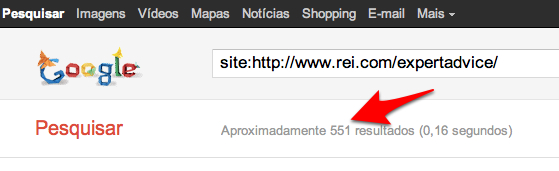 Pesquisar Imagens Vídeos Mapas Notícias Shopping E-mail Mais
Google site:http://www.rei.com/expertadvice/
Pesquisar Aproximadamente 551 resultados (0,16 segundos)